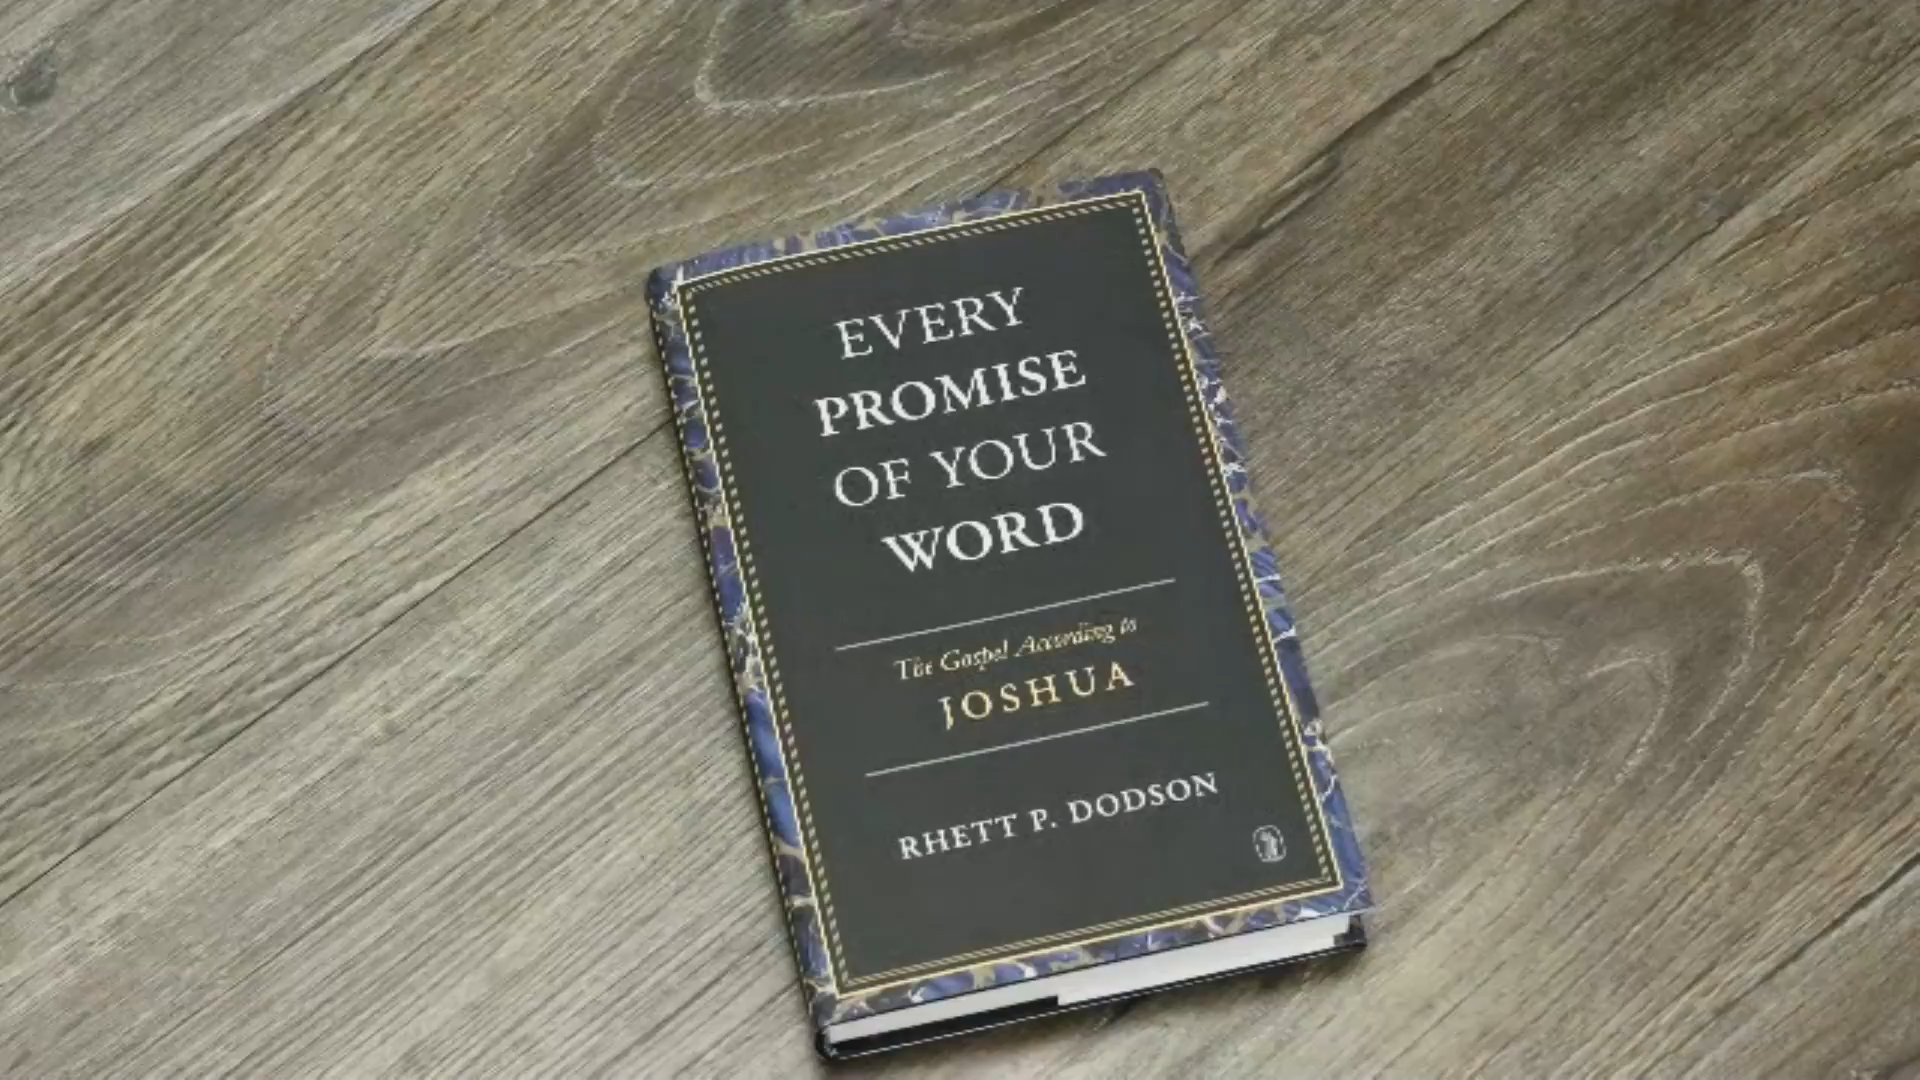 EVERY
PROMISE
OF YOUR
WORD
The Gospel According to
JOSHUA
RHETT P. DODSON